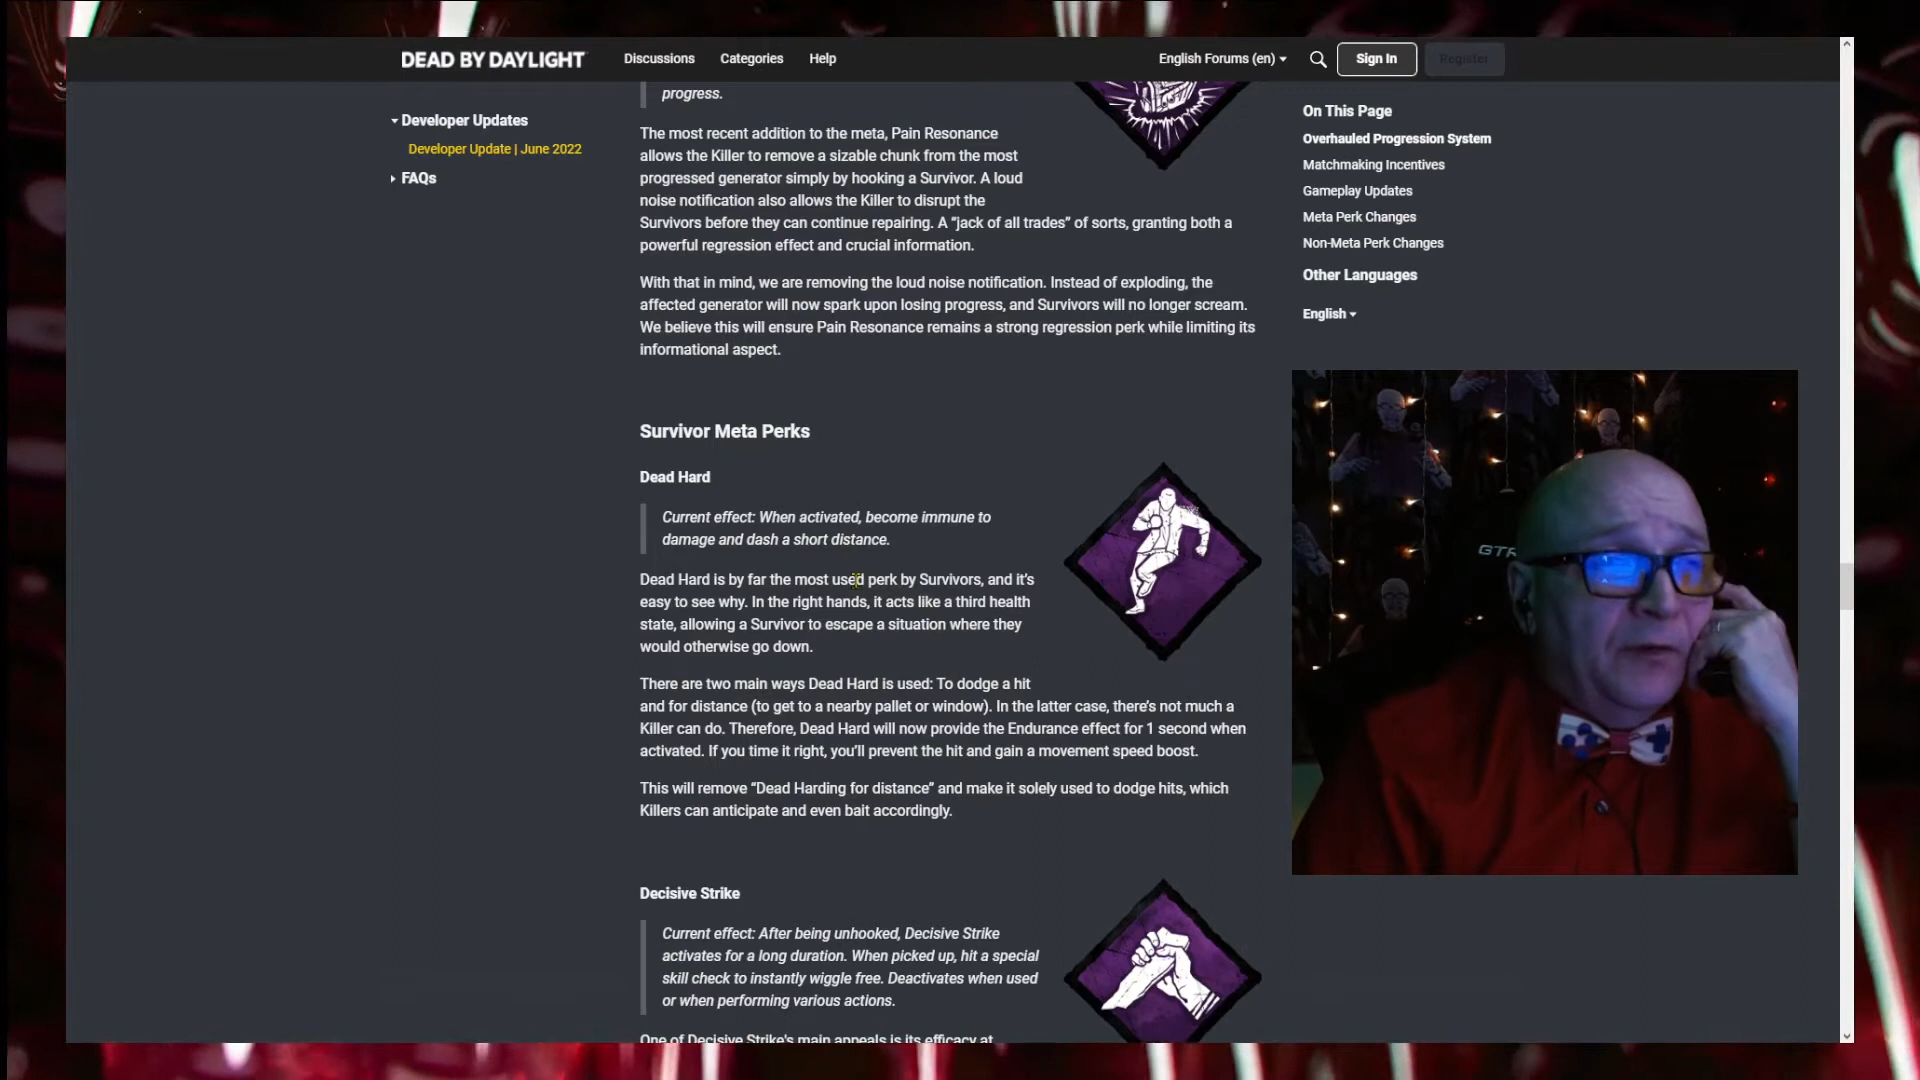 DEAD BY DAYLIGHT
Discussions
Categories
Help
English Forums (en)
Sign In
Register
Developer Updates
Developer Update | June 2022
FAQs
progress.
The most recent addition to the meta, Pain Resonance
allows the Killer to remove a sizable chunk from the most
progressed generator simply by hooking a Survivor. A loud
noise notification also allows the Killer to disrupt the
Survivors before they can continue repairing. A “jack of all trades” of sorts, granting both a
powerful regression effect and crucial information.
With that in mind, we are removing the loud noise notification. Instead of exploding, the
affected generator will now spark upon losing progress, and Survivors will no longer scream.
We believe this will ensure Pain Resonance remains a strong regression perk while limiting its
informational aspect.
Survivor Meta Perks
Dead Hard
Current effect: When activated, become immune to
damage and dash a short distance.
Dead Hard is by far the most used perk by Survivors, and it’s
easy to see why. In the right hands, it acts like a third health
state, allowing a Survivor to escape a situation where they
would otherwise go down.
There are two main ways Dead Hard is used: To dodge a hit
and for distance (to get to a nearby pallet or window). In the latter case, there’s not much a
Killer can do. Therefore, Dead Hard will now provide the Endurance effect for 1 second when
activated. If you time it right, you’ll prevent the hit and gain a movement speed boost.
This will remove “Dead Harding for distance” and make it solely used to dodge hits, which
Killers can anticipate and even bait accordingly.
Decisive Strike
Current effect: After being unhooked, Decisive Strike
activates for a long duration. When picked up, hit a special
skill check to instantly wiggle free. Deactivates when used
or when performing various actions.
One of Decisive Strike's main appeals is its efficacy at
On This Page
Overhauled Progression System
Matchmaking Incentives
Gameplay Updates
Meta Perk Changes
Non-Meta Perk Changes
Other Languages
English
GTR